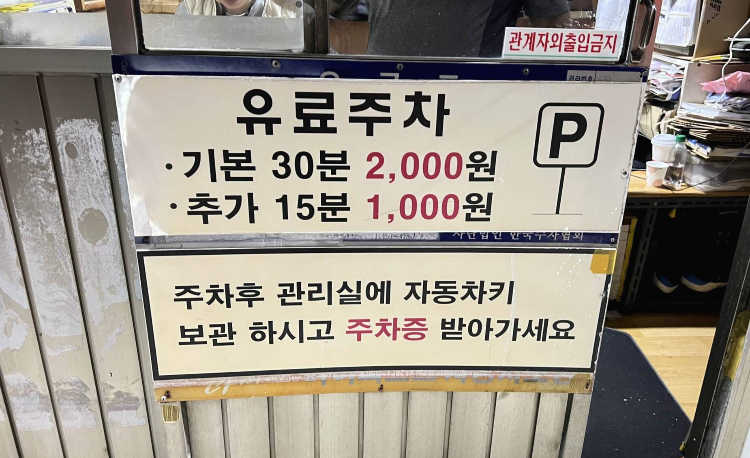 관계자외출입금지
유료주차
P
· 기본 30분 2,000원
· 추가 15분 1,000원
주차후 관리실에 자동차키
보관 하시고 주차증 받아가세요